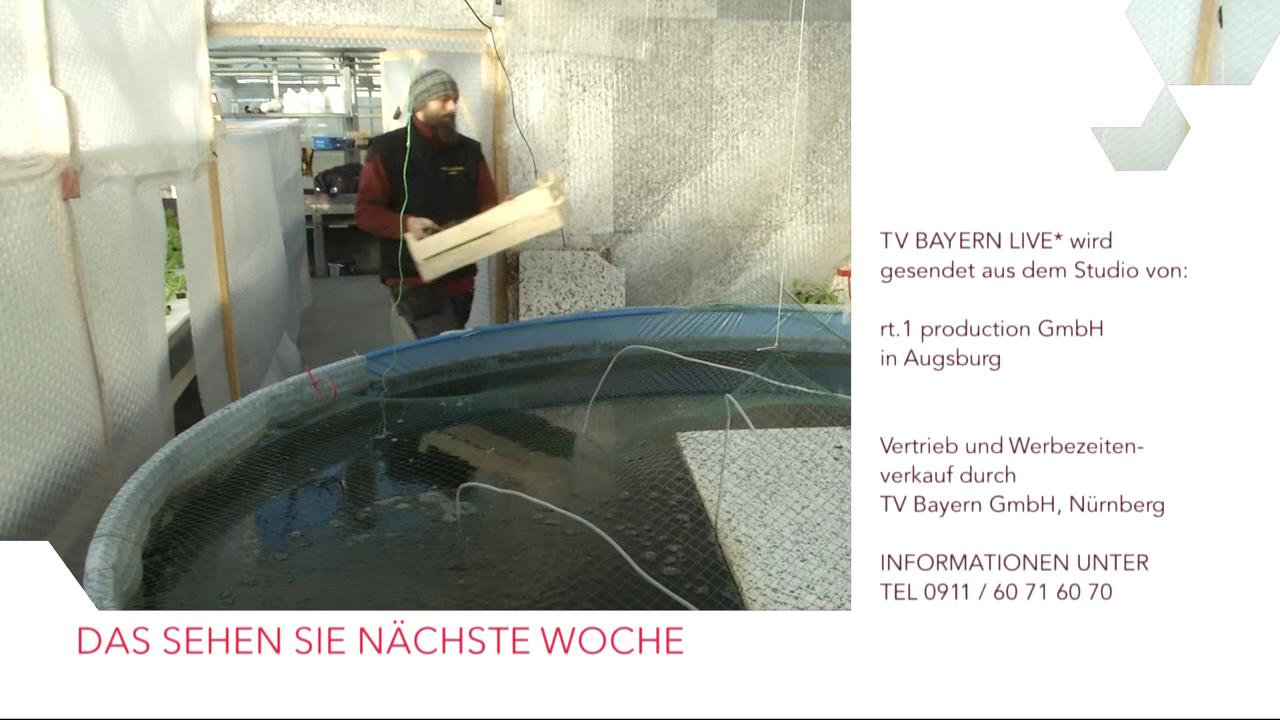 TV BAYERN LIVE* wird
gesendet aus dem Studio von:
rt.1 production GmbH
in Augsburg
Vertrieb und Werbezeiten-
verkauf durch
TV Bayern GmbH, Nürnberg
INFORMATIONEN UNTER
TEL 0911 / 60 71 60 70
DAS SEHEN SIE NÄCHSTE WOCHE